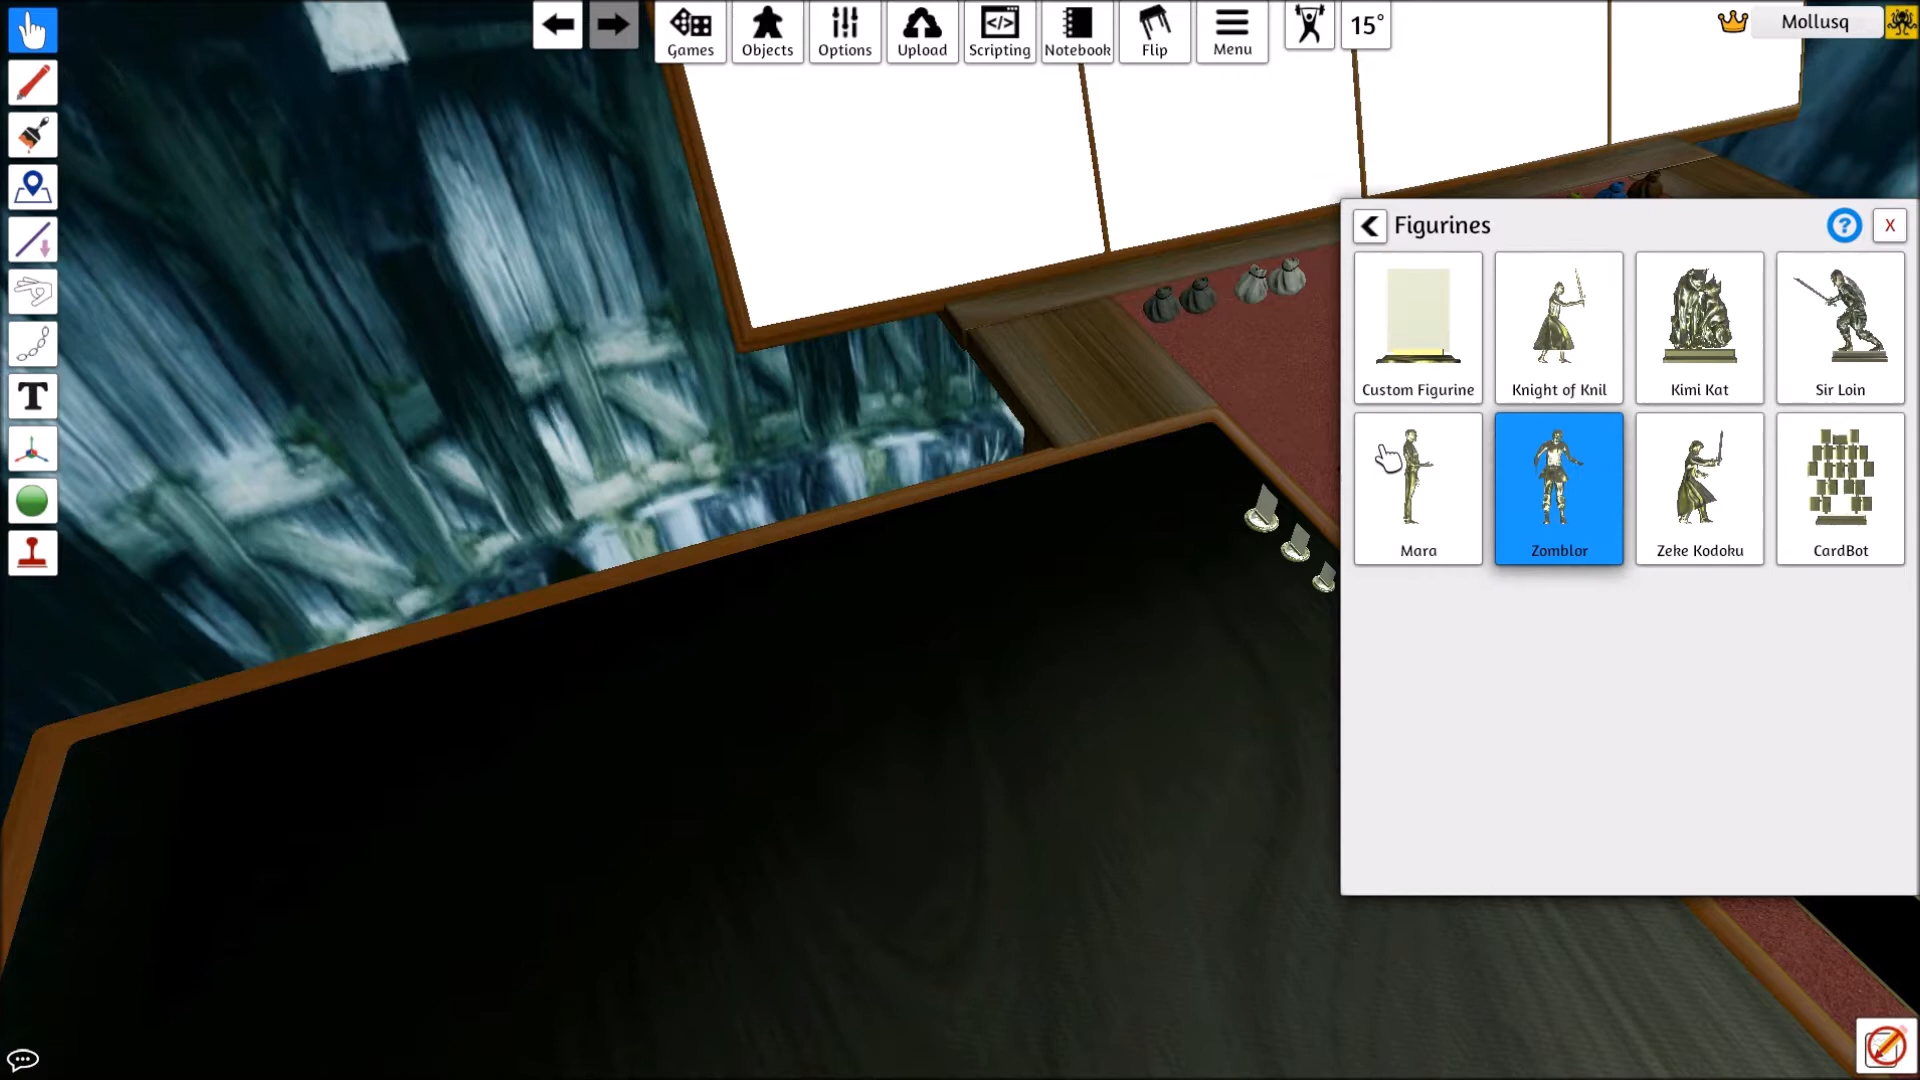 Games Objects Options Upload Scripting Notebook Flip Menu 15° Mollusq
Figurines ? X
Custom Figurine Knight of Knil Kimi Kat Sir Loin
Mara Zomblor Zeke Kodoku CardBot
T